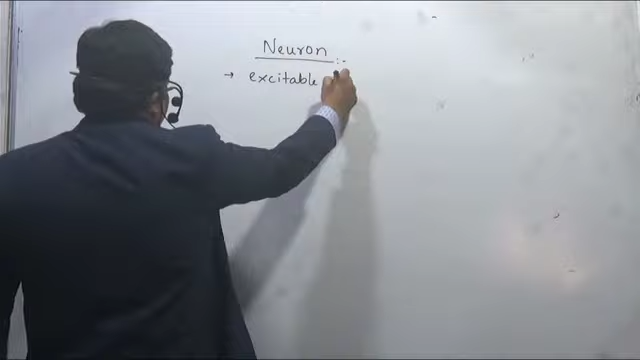 Neuron :-
→ excitable